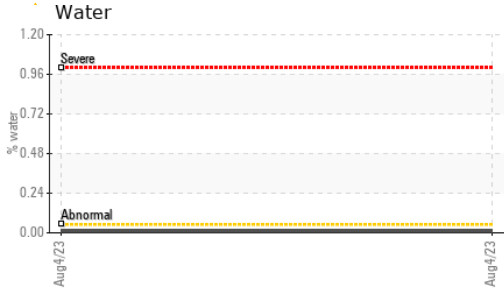 Water
1.20
Severe
0.96
0.72
% water
0.48
0.24
Abnormal
0.00
Aug4/23
Aug4/23